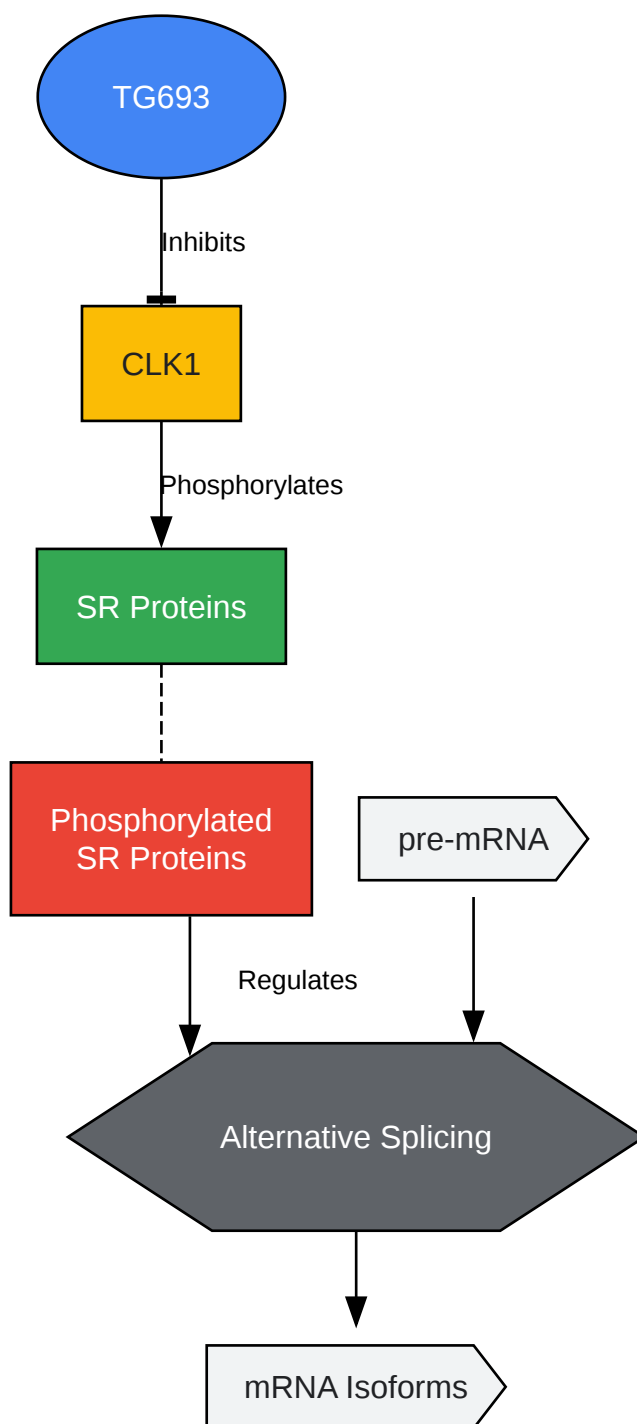 TG693
Inhibits
CLK1
Phosphorylates
SR Proteins
Phosphorylated
SR Proteins
pre-mRNA
Regulates
Alternative Splicing
mRNA Isoforms